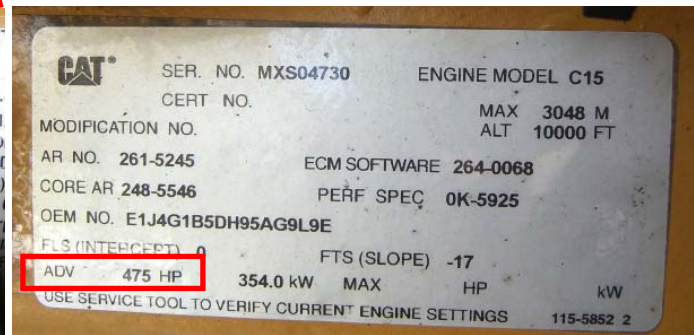 CAT SER. NO. MXS04730 ENGINE MODEL C15
CERT NO. MAX 3048 M
MODIFICATION NO. ALT 10000 FT
AR NO. 261-5245 ECM SOFTWARE 264-0068
CORE AR 248-5546 PERF SPEC 0K-5925
OEM NO. E1J4G1B5DH95AG9L9E
FLS (INTERCEPT) 0 FTS (SLOPE) -17
ADV 475 HP 354.0 kW MAX HP kW
USE SERVICE TOOL TO VERIFY CURRENT ENGINE SETTINGS 115-5852 2